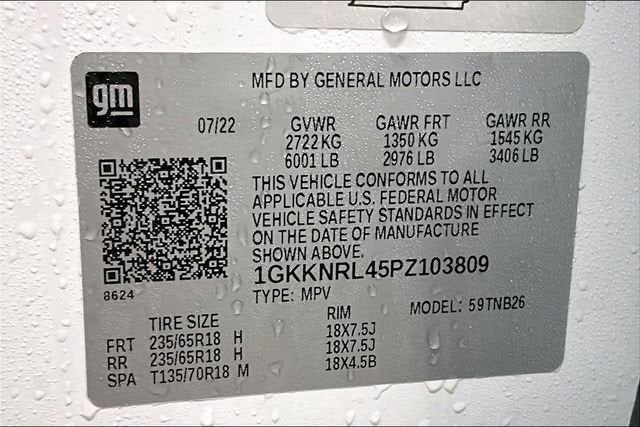 gm
MFD BY GENERAL MOTORS LLC
07/22 GVWR GAWR FRT GAWR RR
2722 KG 1350 KG 1545 KG
6001 LB 2976 LB 3406 LB
THIS VEHICLE CONFORMS TO ALL
APPLICABLE U.S. FEDERAL MOTOR
VEHICLE SAFETY STANDARDS IN EFFECT
ON THE DATE OF MANUFACTURE
SHOWN ABOVE.
1GKKNRL45PZ103809
8624 TYPE: MPV MODEL: 59TNB26
TIRE SIZE RIM
FRT 235/65R18 H 18X7.5J
RR 235/65R18 H 18X7.5J
SPA T135/70R18 M 18X4.5B